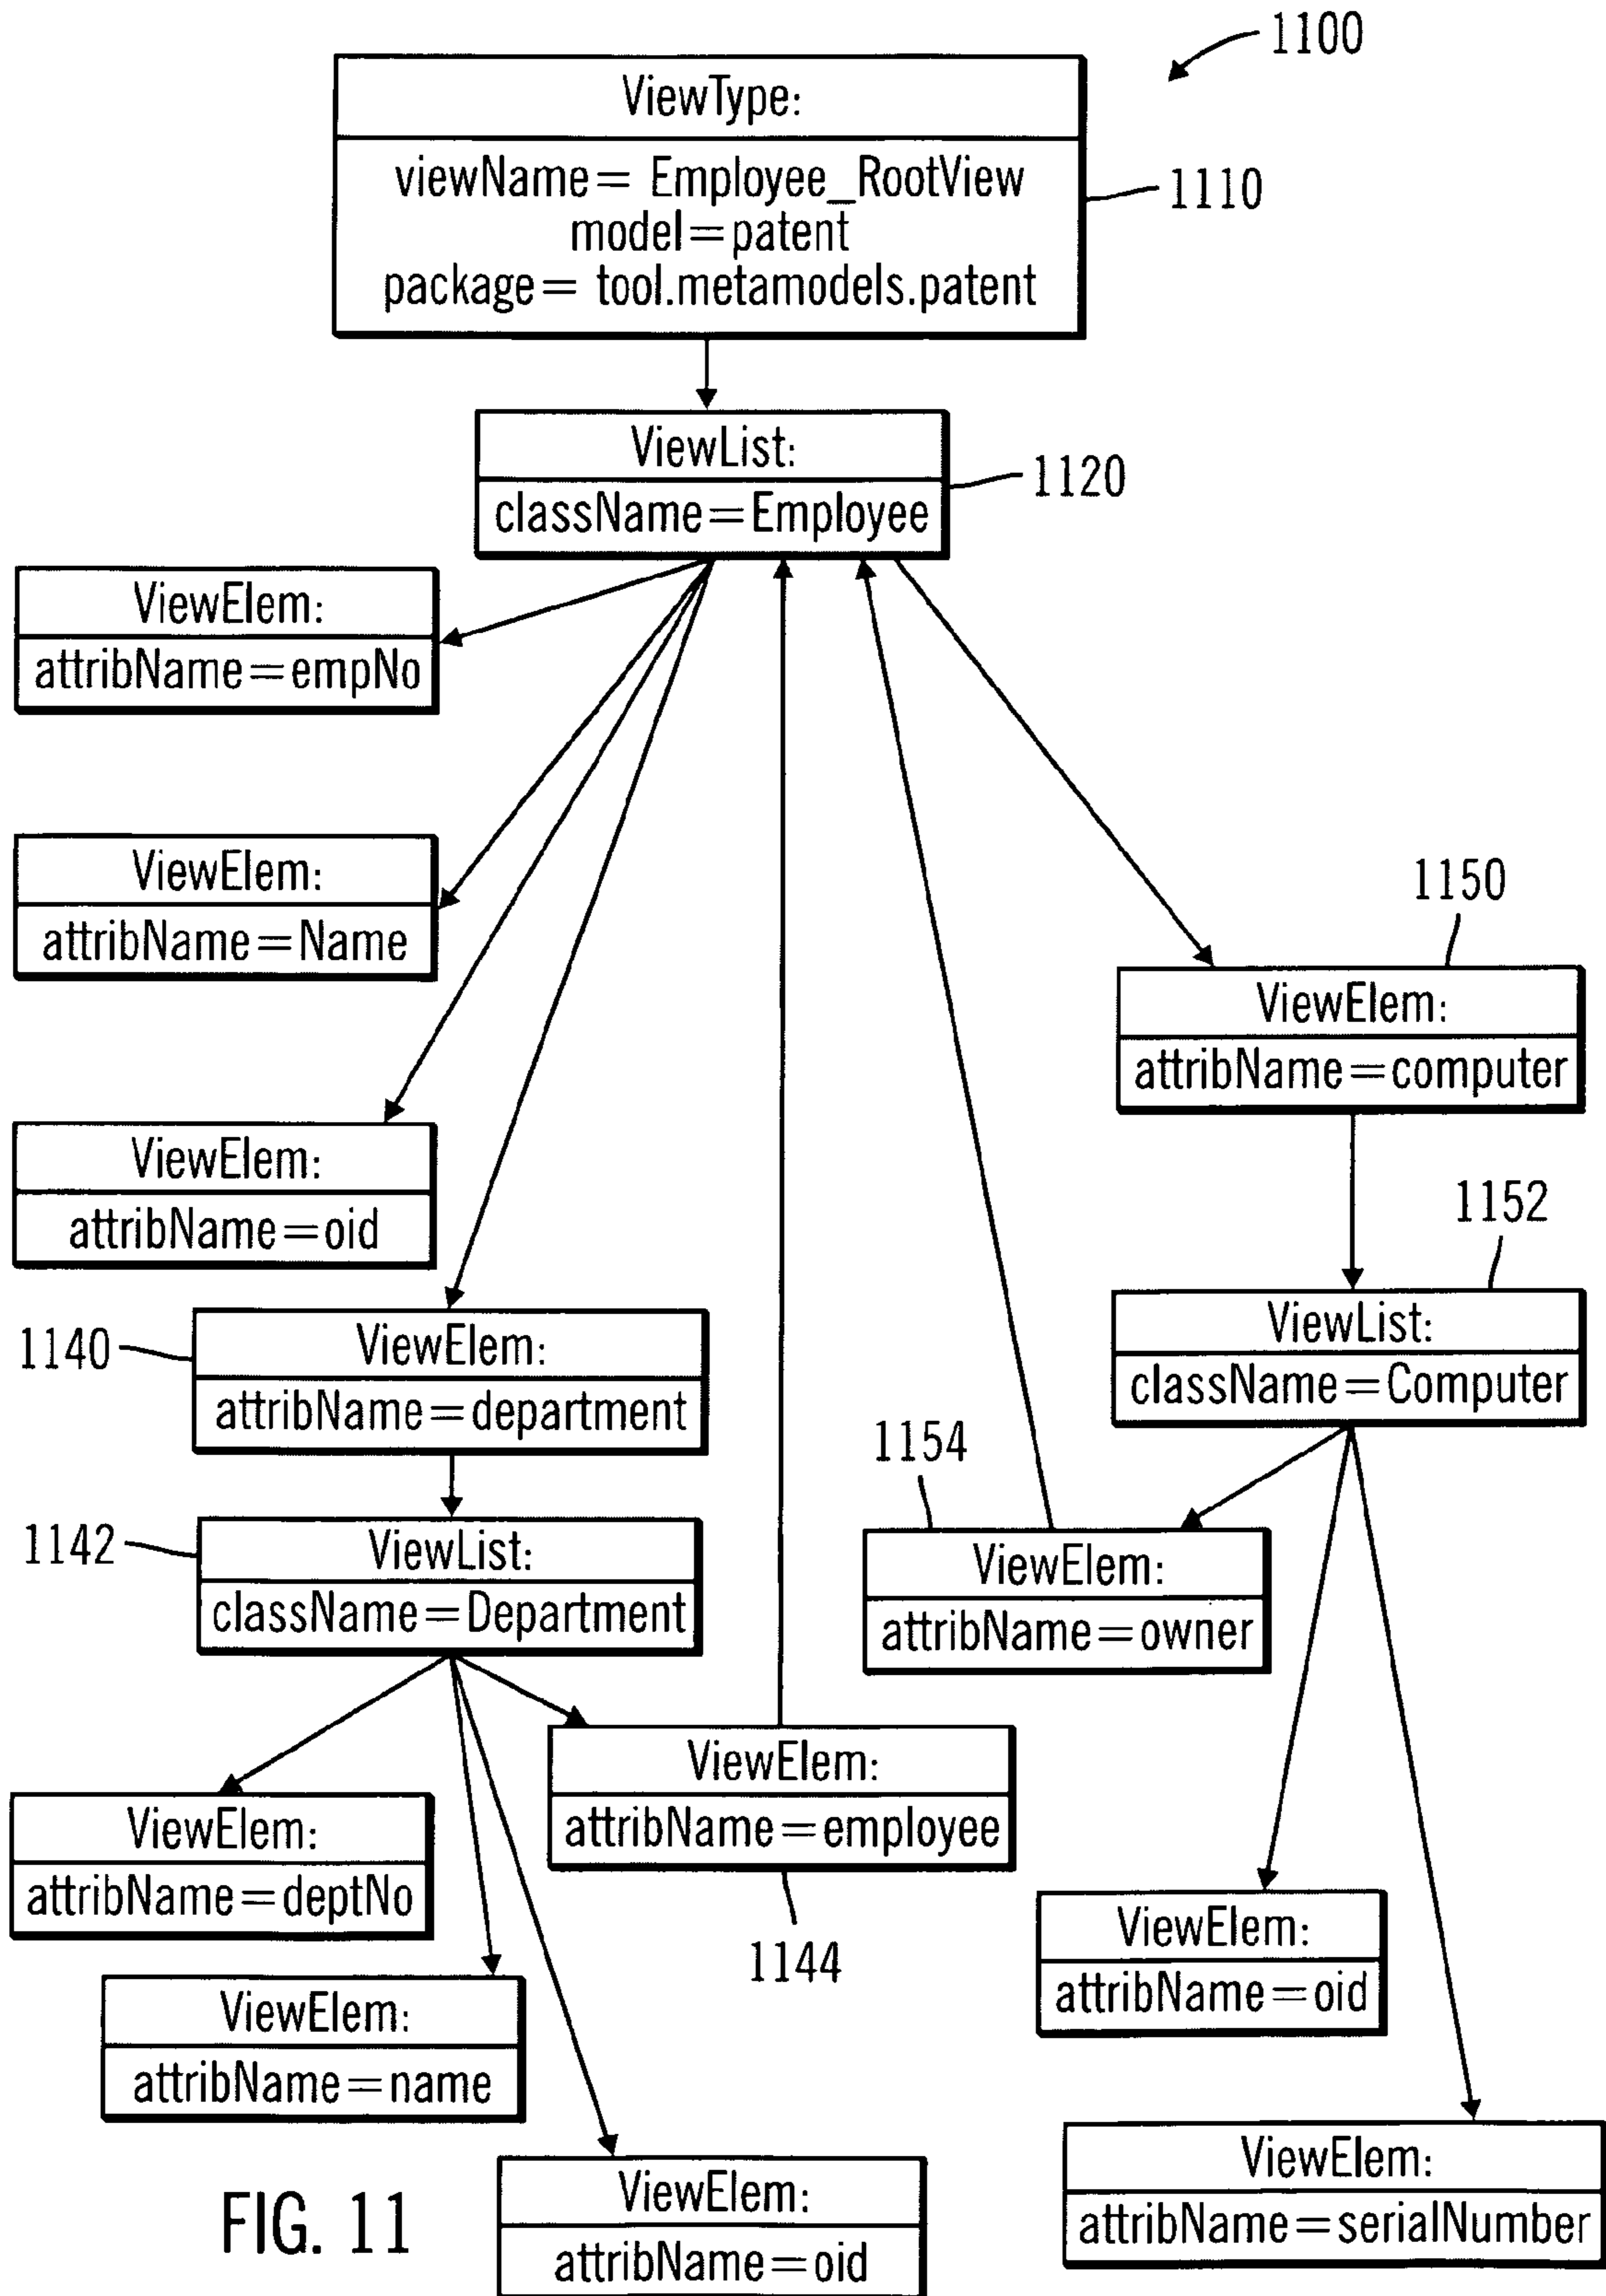 1100
ViewType:
viewName= Employee_RootView
model=patent
package= tool.metamodels.patent
1110
ViewList:
className=Employee
1120
ViewElem:
attribName=empNo
ViewElem:
attribName=Name
1150
ViewElem:
attribName=computer
ViewElem:
attribName=oid
1152
ViewList:
className=Computer
1140
ViewElem:
attribName=department
1154
ViewElem:
attribName=owner
1142
ViewList:
className=Department
ViewElem:
attribName=employee
1144
ViewElem:
attribName=deptNo
ViewElem:
attribName=oid
ViewElem:
attribName=name
ViewElem:
attribName=serialNumber
ViewElem:
attribName=oid
FIG. 11